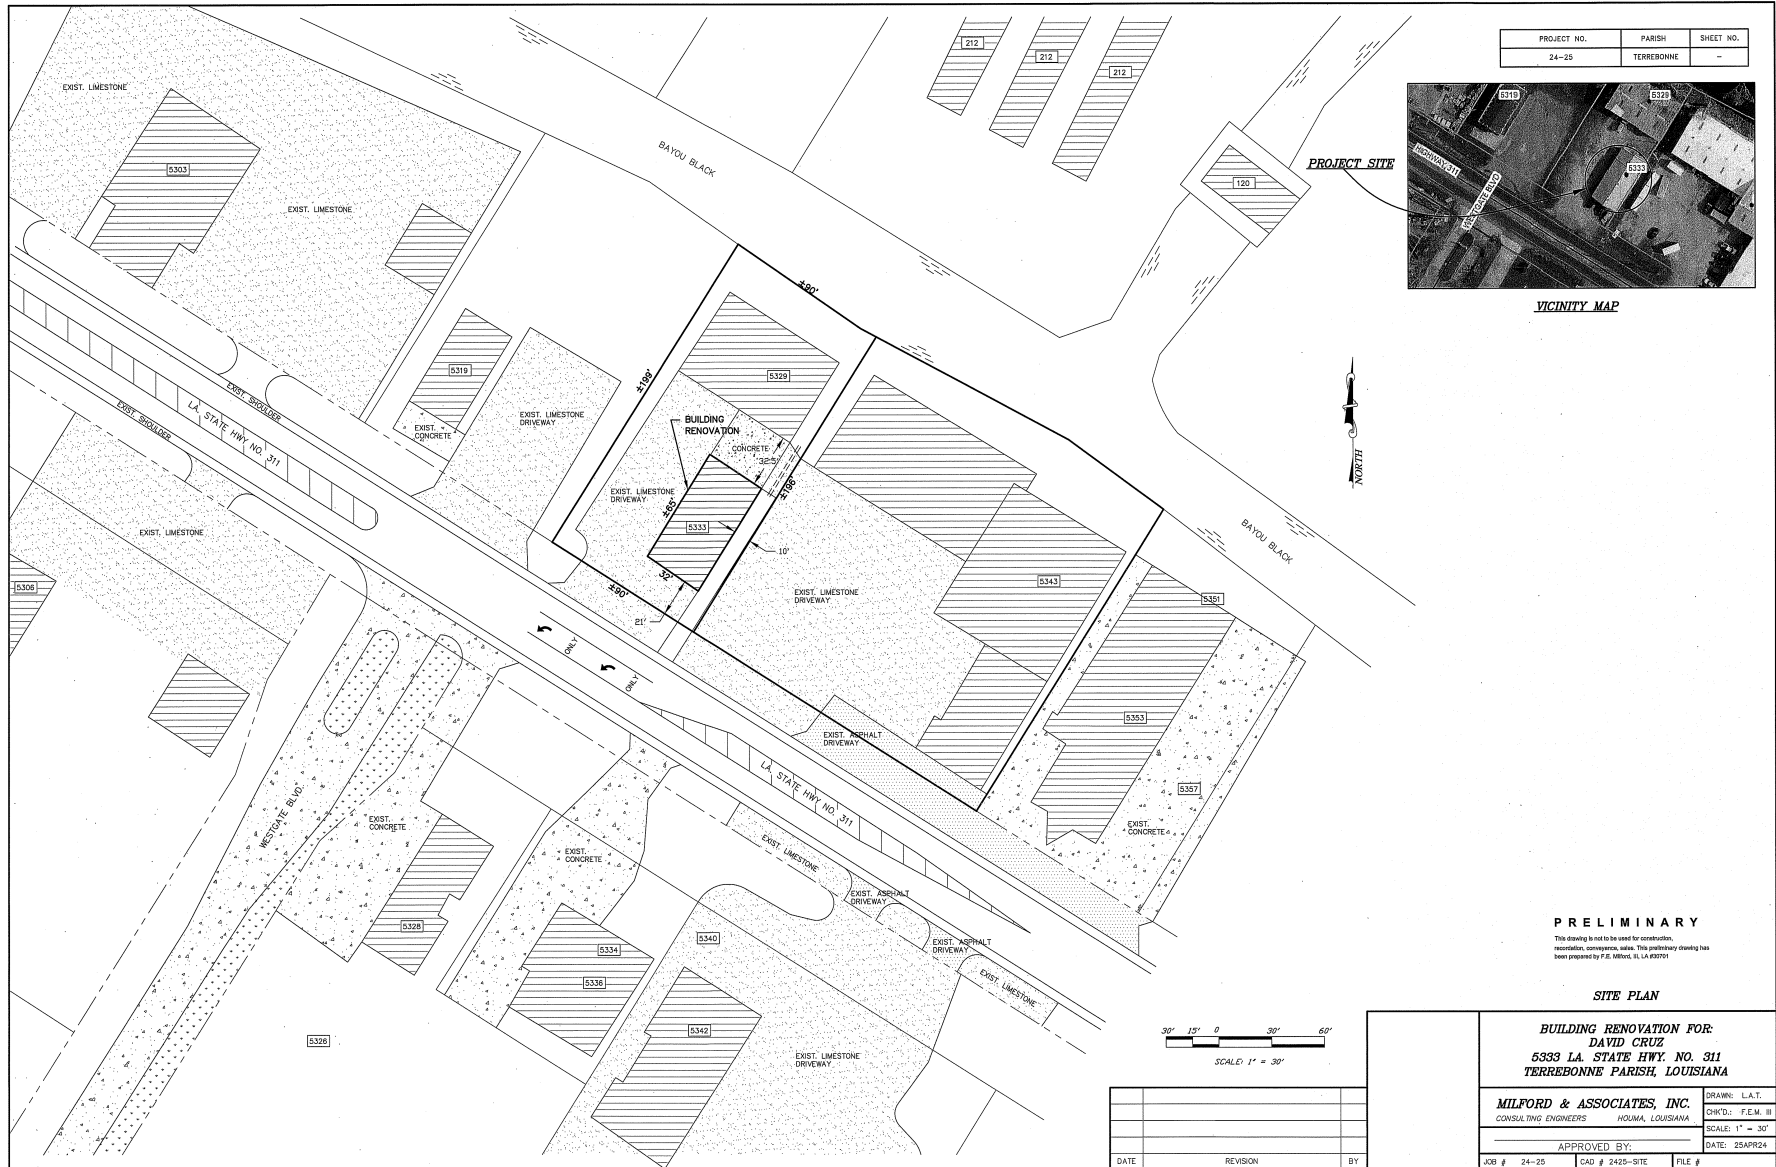 PROJECT NO.
PARISH
SHEET NO.
24-25
TERREBONNE
-
212
212
212
120
PROJECT SITE
5319
5329
5333
HIGHWAY 311
WESTGATE BLVD
VICINITY MAP
EXIST. LIMESTONE
5303
EXIST. LIMESTONE
BAYOU BLACK
±90'
±199'
5319
5329
EXIST. SHOULDER
LA. STATE HWY NO. 311
EXIST. SHOULDER
EXIST. LIMESTONE
DRIVEWAY
EXIST.
CONCRETE
BUILDING
RENOVATION
CONCRETE
32.5'
±196'
EXIST. LIMESTONE
DRIVEWAY
±65'
5333
10'
32'
±90'
21'
NORTH
BAYOU BLACK
EXIST. LIMESTONE
5306
EXIST. LIMESTONE
DRIVEWAY
5343
5351
ONLY
ONLY
5353
EXIST. ASPHALT
DRIVEWAY
LA. STATE HWY NO. 311
5357
EXIST.
CONCRETE
WESTGATE BLVD.
EXIST.
CONCRETE
EXIST.
CONCRETE
EXIST. LIMESTONE
EXIST. ASPHALT
DRIVEWAY
5328
5334
5336
5340
EXIST. ASPHALT
DRIVEWAY
EXIST. LIMESTONE
5326
5342
EXIST. LIMESTONE
DRIVEWAY
30' 15' 0 30' 60'
SCALE: 1" = 30'
PRELIMINARY
This drawing is not to be used for construction,
recordation, conveyance, sales. This preliminary drawing has
been prepared by F.E. Milford, III, LA #30701
SITE PLAN
BUILDING RENOVATION FOR:
DAVID CRUZ
5333 LA. STATE HWY. NO. 311
TERREBONNE PARISH, LOUISIANA
MILFORD & ASSOCIATES, INC.
CONSULTING ENGINEERS HOUMA, LOUISIANA
DRAWN: L.A.T.
CHK'D.: F.E.M. III
SCALE: 1" = 30'
APPROVED BY:
DATE: 25APR24
DATE
REVISION
BY
JOB # 24-25
CAD # 2425-SITE
FILE #